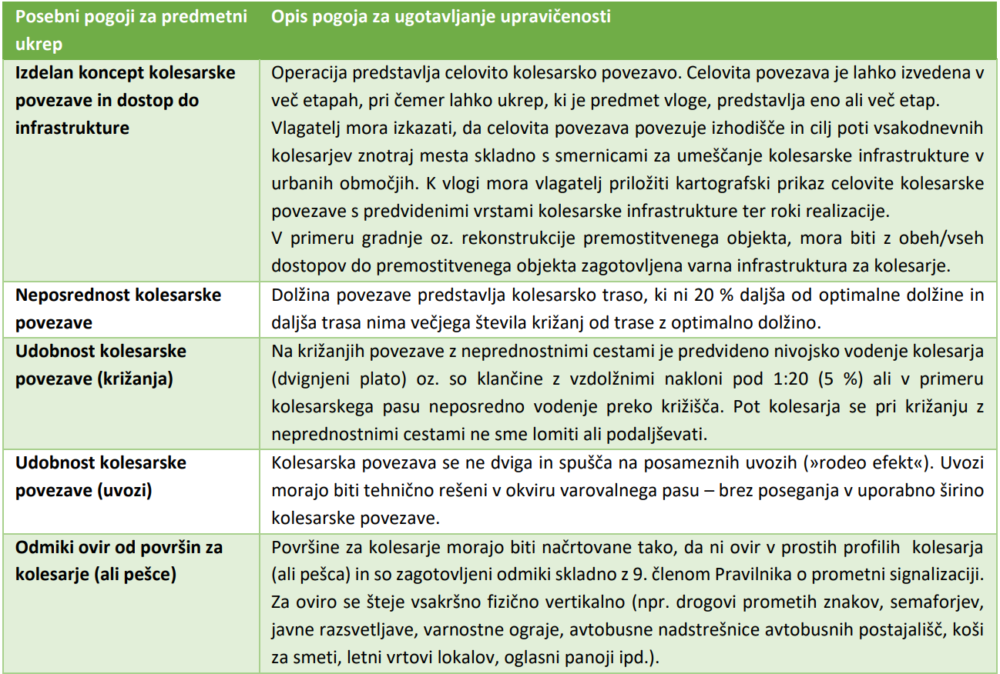 Posebni pogoji za predmetni
ukrep
Opis pogoja za ugotavljanje upravičenosti
Izdelan koncept kolesarske
povezave in dostop do
infrastrukture
Operacija predstavlja celovito kolesarsko povezavo. Celovita povezava je lahko izvedena v
več etapah, pri čemer lahko ukrep, ki je predmet vloge, predstavlja eno ali več etap.
Vlagatelj mora izkazati, da celovita povezava povezuje izhodišče in cilj poti vsakodnevnih
kolesarjev znotraj mesta skladno s smernicami za umeščanje kolesarske infrastrukture v
urbanih območjih. K vlogi mora vlagatelj priložiti kartografski prikaz celovite kolesarske
povezave s predvidenimi vrstami kolesarske infrastrukture ter roki realizacije.
V primeru gradnje oz. rekonstrukcije premostitvenega objekta, mora biti z obeh/vseh
dostopov do premostitvenega objekta zagotovljena varna infrastruktura za kolesarje.
Neposrednost kolesarske
povezave
Dolžina povezave predstavlja kolesarsko traso, ki ni 20 % daljša od optimalne dolžine in
daljša trasa nima večjega števila križanj od trase z optimalno dolžino.
Udobnost kolesarske
povezave (križanja)
Na križanjih povezave z neprednostnimi cestami je predvideno nivojsko vodenje kolesarja
(dvignjeni plato) oz. so klančine z vzdolžnimi nakloni pod 1:20 (5 %) ali v primeru
kolesarskega pasu neposredno vodenje preko križišča. Pot kolesarja se pri križanju z
neprednostnimi cestami ne sme lomiti ali podaljševati.
Udobnost kolesarske
povezave (uvozi)
Kolesarska povezava se ne dviga in spušča na posameznih uvozih (»rodeo efekt«). Uvozi
morajo biti tehnično rešeni v okviru varovalnega pasu – brez poseganja v uporabno širino
kolesarske povezave.
Odmiki ovir od površin za
kolesarje (ali pešce)
Površine za kolesarje morajo biti načrtovane tako, da ni ovir v prostih profilih kolesarja
(ali pešca) in so zagotovljeni odmiki skladno z 9. členom Pravilnika o prometni signalizaciji.
Za oviro se šteje vsakršno fizično vertikalno (npr. drogovi prometih znakov, semaforjev,
javne razsvetljave, varnostne ograje, avtobusne nadstrešnice avtobusnih postajališč, koši
za smeti, letni vrtovi lokalov, oglasni panoji ipd.).